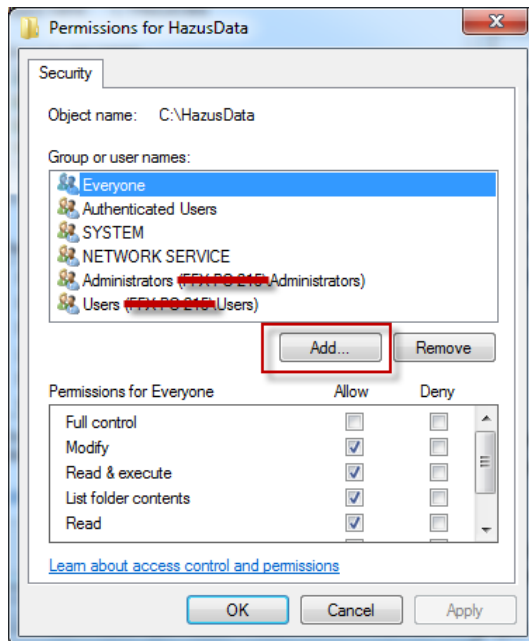 Permissions for HazusData
Security
Object name: C:\HazusData
Group or user names:
Everyone
Authenticated Users
SYSTEM
NETWORK SERVICE
Administrators (\Administrators)
Users (\Users)
Add... Remove
Permissions for Everyone Allow Deny
Full control
Modify
Read & execute
List folder contents
Read
Learn about access control and permissions
OK Cancel Apply